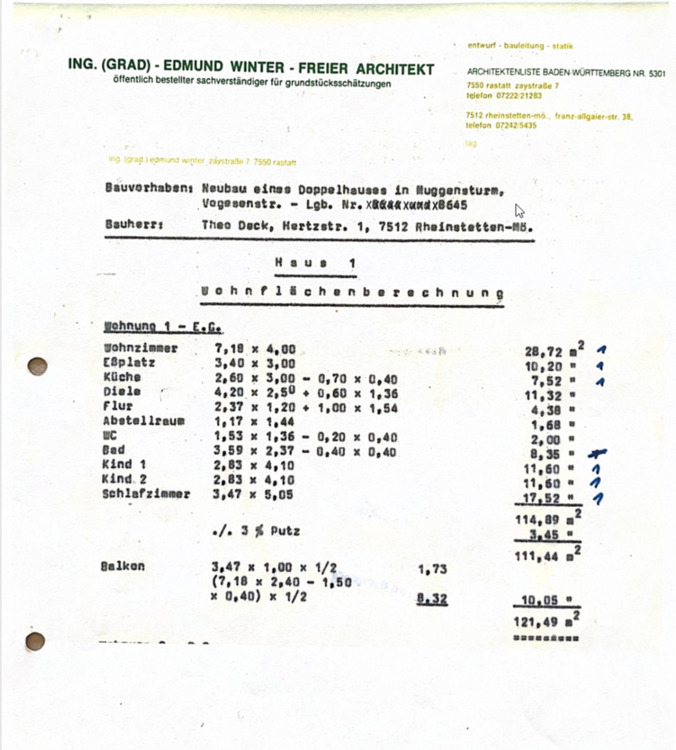 entwurf - bauleitung - statik
ING. (GRAD) - EDMUND WINTER - FREIER ARCHITEKT
öffentlich bestellter sachverständiger für grundstücksschätzungen
ARCHITEKTENLISTE BADEN-WÜRTTEMBERG NR. 5301
7550 rastatt zaystraße 7
telefon 07222/21283
7512 rheinstetten-mö., franz-allgaier-str. 38,
telefon 07242/5435
tag
ing. (grad.) edmund winter zaystraße 7 7550 rastatt
Bauvorhaben: Neubau eines Doppelhauses in Muggensturm,
Vogesenstr. - Lgb. Nr. 8645
Bauherr: Theo Deck, Hertzstr. 1, 7512 Rheinstetten-Mö.
Haus 1
Wohnflächenberechnung
Wohnung 1 - E.G.
Wohnzimmer 7,18 x 4,00 28,72 m² 1
Eßplatz 3,40 x 3,00 10,20 " 1
Küche 2,60 x 3,00 - 0,70 x 0,40 7,52 " 1
Diele 4,20 x 2,50 + 0,60 x 1,36 11,32 "
Flur 2,37 x 1,20 + 1,00 x 1,54 4,38 "
Abstellraum 1,17 x 1,44 1,68 "
WC 1,53 x 1,36 - 0,20 x 0,40 2,00 "
Bad 3,59 x 2,37 - 0,40 x 0,40 8,35 "
Kind 1 2,83 x 4,10 11,60 " 1
Kind 2 2,83 x 4,10 11,60 " 1
Schlafzimmer 3,47 x 5,05 17,52 " 1
114,89 m²
./. 3 % Putz 3,45 "
111,44 m²
Balkon 3,47 x 1,00 x 1/2 1,73
(7,18 x 2,40 - 1,50
x 0,40) x 1/2 8,32 10,05 "
121,49 m²